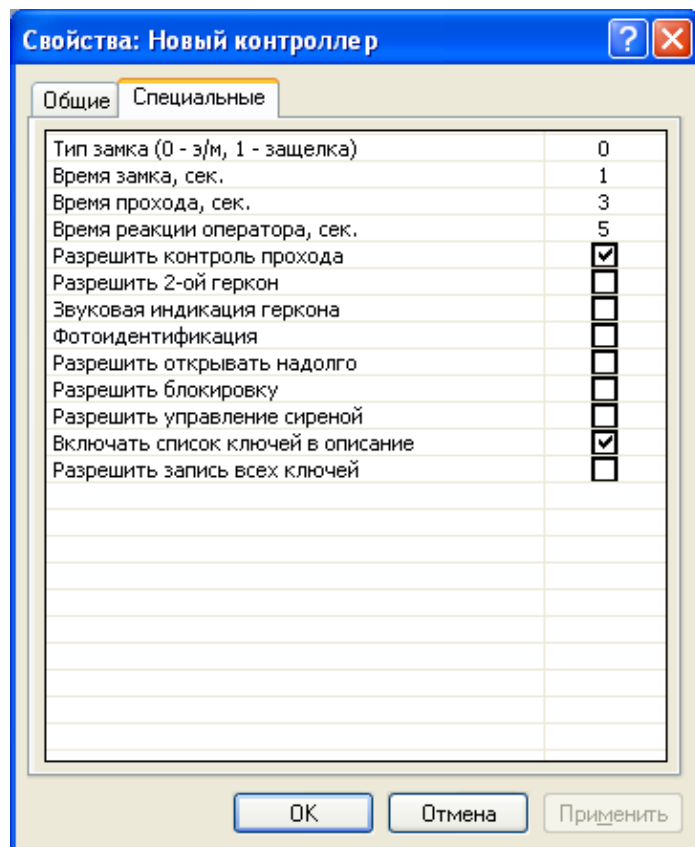 Свойства: Новый контроллер
Общие Специальные
Тип замка (0 - э/м, 1 - защелка) 0
Время замка, сек. 1
Время прохода, сек. 3
Время реакции оператора, сек. 5
Разрешить контроль прохода
Разрешить 2-ой геркон
Звуковая индикация геркона
Фотоидентификация
Разрешить открывать надолго
Разрешить блокировку
Разрешить управление сиреной
Включать список ключей в описание
Разрешить запись всех ключей
ОК Отмена Применить